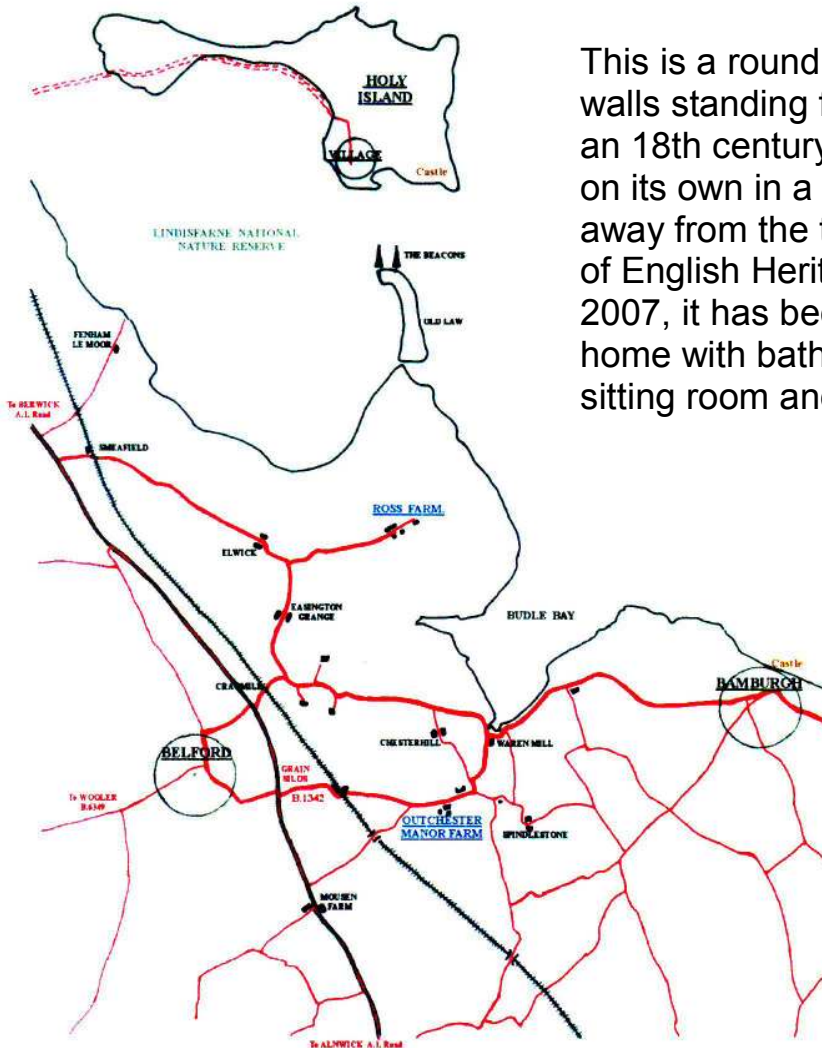 This is a round
walls standing f
an 18th century
on its own in a
away from the t
of English Herit
2007, it has bee
home with bath
sitting room and
HOLY
ISLAND
VILLAGE
Castle
LINDISFARNE NATIONAL
NATURE RESERVE
THE BEACONS
OLD LAW
FENHAM
LE MOOR
To BERWICK
A.1. Road
SMEAFIELD
ROSS FARM.
ELWICK
EASINGTON
GRANGE
BUDLE BAY
Castle
BAMBURGH
CRAGMILL
CHESTERHILL
WAREN MILL
BELFORD
GRAIN
SILOS
B.1342
To WOOLER
B.6349
OUTCHESTER
MANOR FARM
SPINDLESTONE
MOUSEN
FARM
To ALNWICK A.1. Road